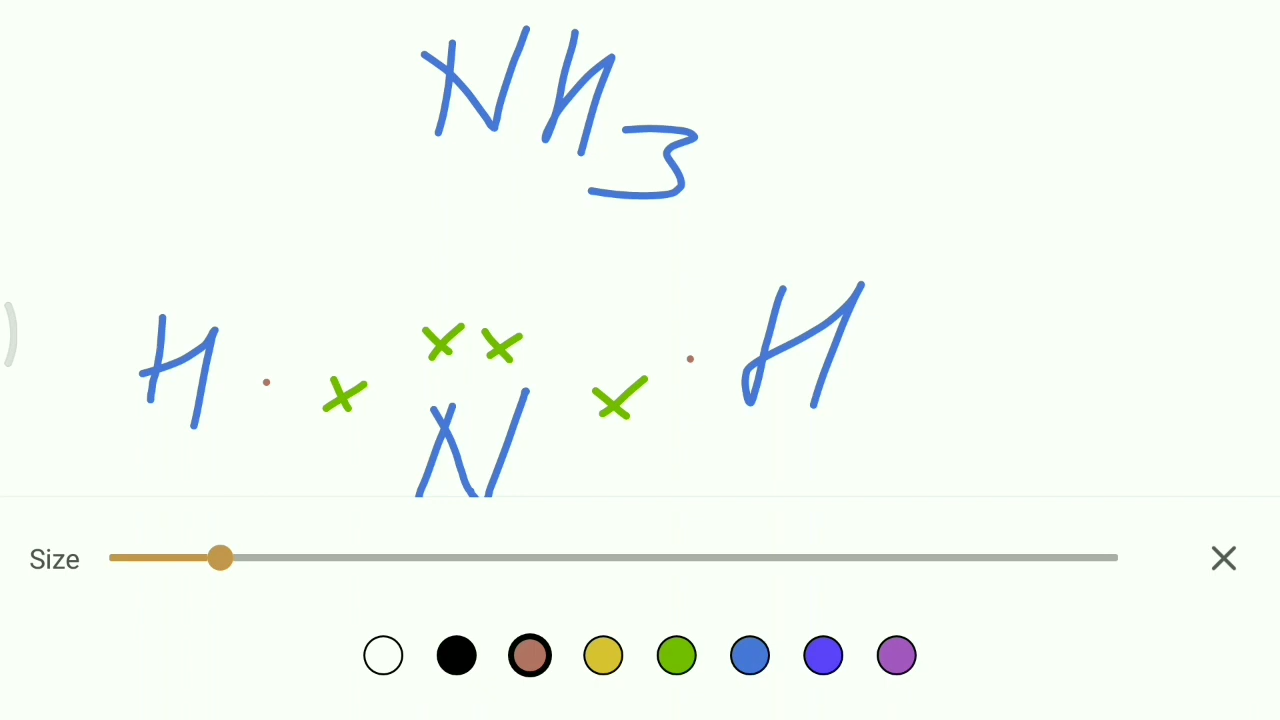 NH3
H . x x x x . H
N
Size